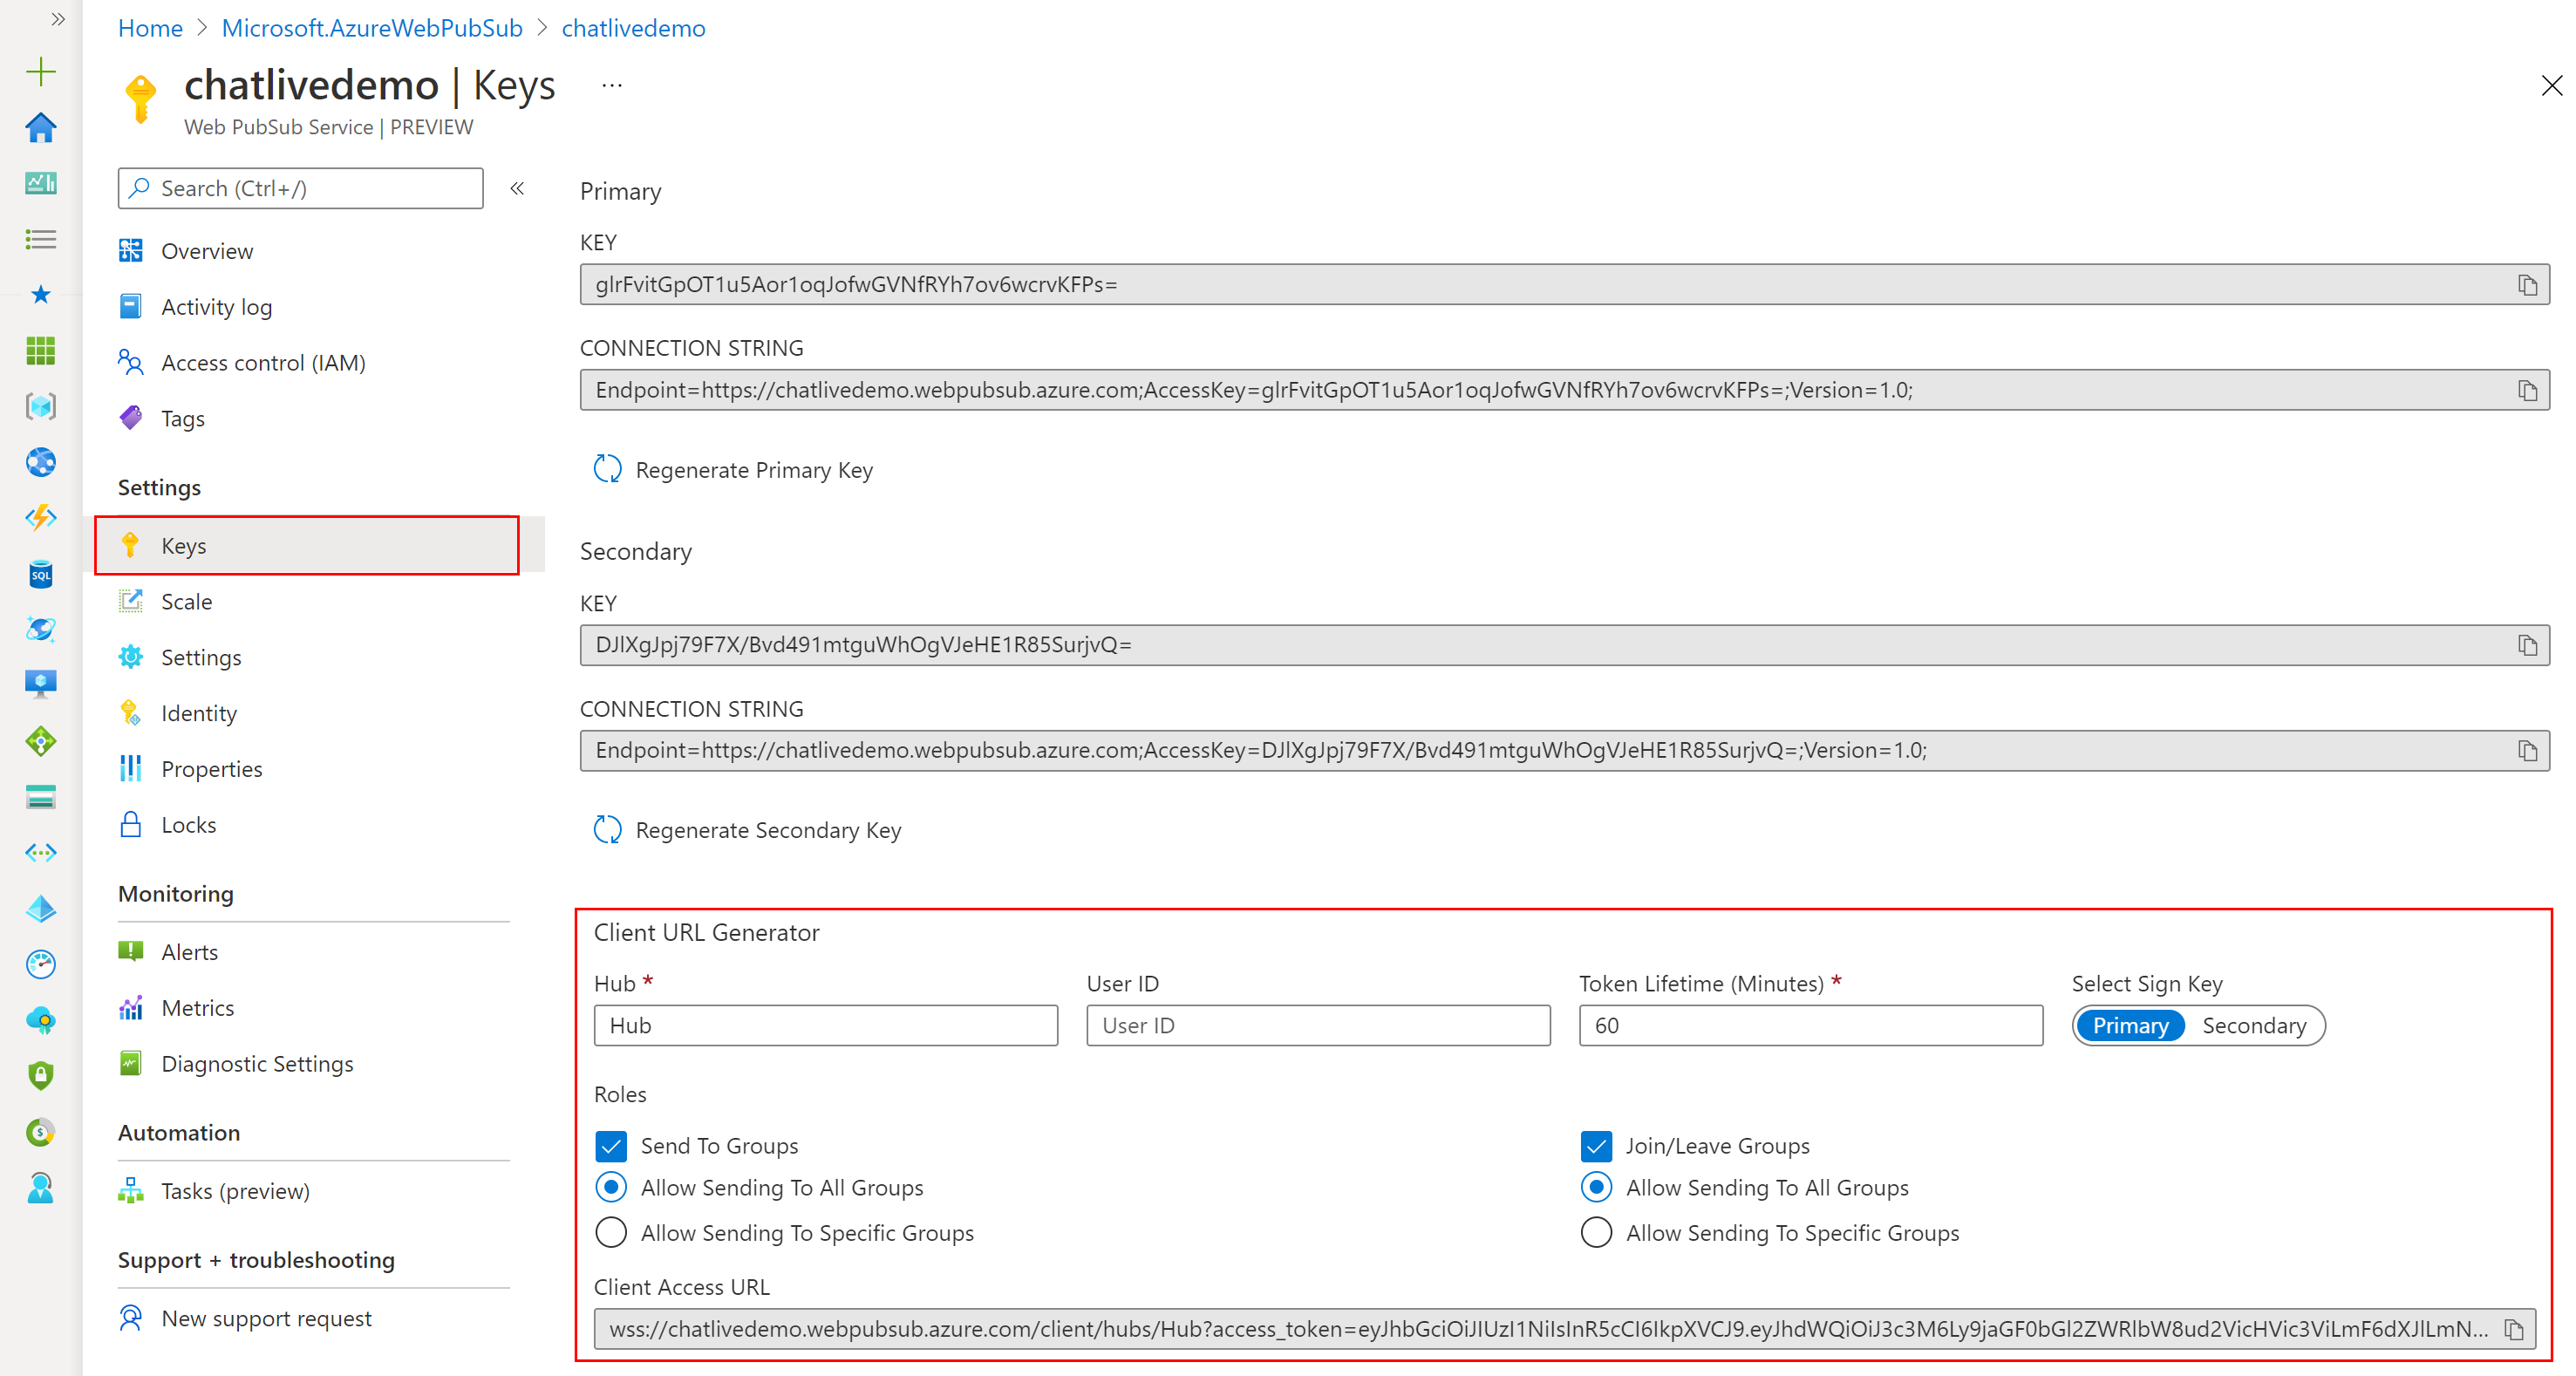 Home > Microsoft.AzureWebPubSub > chatlivedemo
chatlivedemo | Keys ...
Web PubSub Service | PREVIEW
Search (Ctrl+/)
Overview
Activity log
Access control (IAM)
Tags
Settings
Keys
Scale
Settings
Identity
Properties
Locks
Monitoring
Alerts
Metrics
Diagnostic Settings
Automation
Tasks (preview)
Support + troubleshooting
New support request
SQL
Primary
KEY
glrFvitGpOT1u5Aor1oqJofwGVNfRYh7ov6wcrvKFPs=
CONNECTION STRING
Endpoint=https://chatlivedemo.webpubsub.azure.com;AccessKey=glrFvitGpOT1u5Aor1oqJofwGVNfRYh7ov6wcrvKFPs=;Version=1.0;
Regenerate Primary Key
Secondary
KEY
DJlXgJpj79F7X/Bvd491mtguWhOgVJeHE1R85SurjvQ=
CONNECTION STRING
Endpoint=https://chatlivedemo.webpubsub.azure.com;AccessKey=DJlXgJpj79F7X/Bvd491mtguWhOgVJeHE1R85SurjvQ=;Version=1.0;
Regenerate Secondary Key
Client URL Generator
Hub * User ID Token Lifetime (Minutes) * Select Sign Key
Hub User ID 60 Primary Secondary
Roles
Send To Groups Join/Leave Groups
Allow Sending To All Groups Allow Sending To All Groups
Allow Sending To Specific Groups Allow Sending To Specific Groups
Client Access URL
wss://chatlivedemo.webpubsub.azure.com/client/hubs/Hub?access_token=eyJhbGciOiJIUzI1NiIsInR5cCI6IkpXVCJ9.eyJhdWQiOiJ3c3M6Ly9jaGF0bGl2ZWRlbW8ud2VicHVic3ViLmF6dXJlLmN...